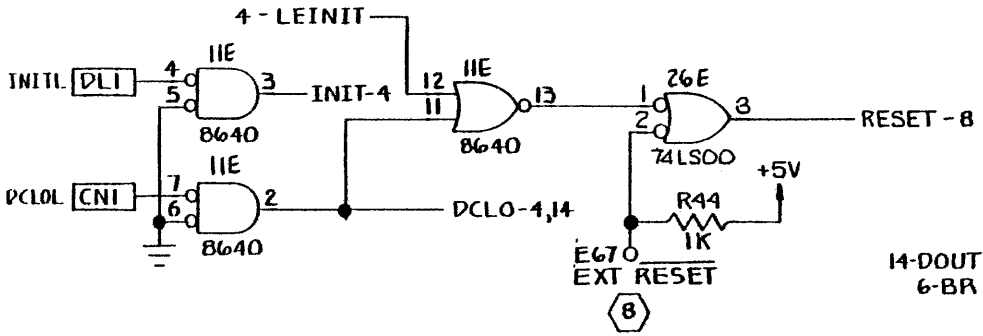 4 - LEINIT
11E
INITL DL1 4 3 INIT-4
5
8640
11E
12 13
11
8640
26E
1 3 RESET - 8
2
74LS00
11E
DCLOL CN1 7 2 DCLO-4,14
6
8640
+5V
R44
1K
E67
EXT RESET
8
14-DOUT
6-BR